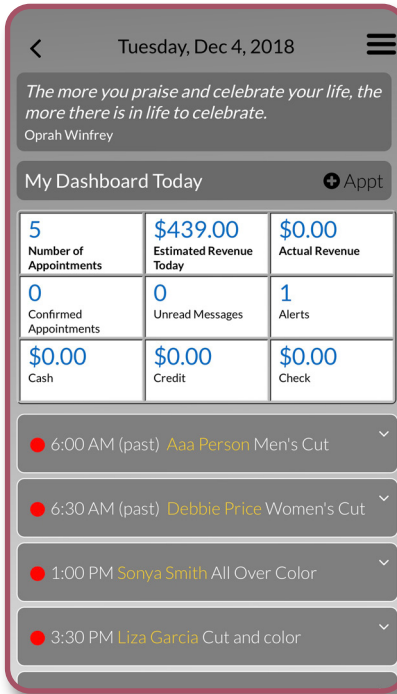 Tuesday, Dec 4, 2018
The more you praise and celebrate your life, the
more there is in life to celebrate.
Oprah Winfrey
My Dashboard Today Appt
5 $439.00 $0.00
Number of Appointments Estimated Revenue Today Actual Revenue
0 0 1
Confirmed Appointments Unread Messages Alerts
$0.00 $0.00 $0.00
Cash Credit Check
6:00 AM (past) Aaa Person Men's Cut
6:30 AM (past) Debbie Price Women's Cut
1:00 PM Sonya Smith All Over Color
3:30 PM Liza Garcia Cut and color